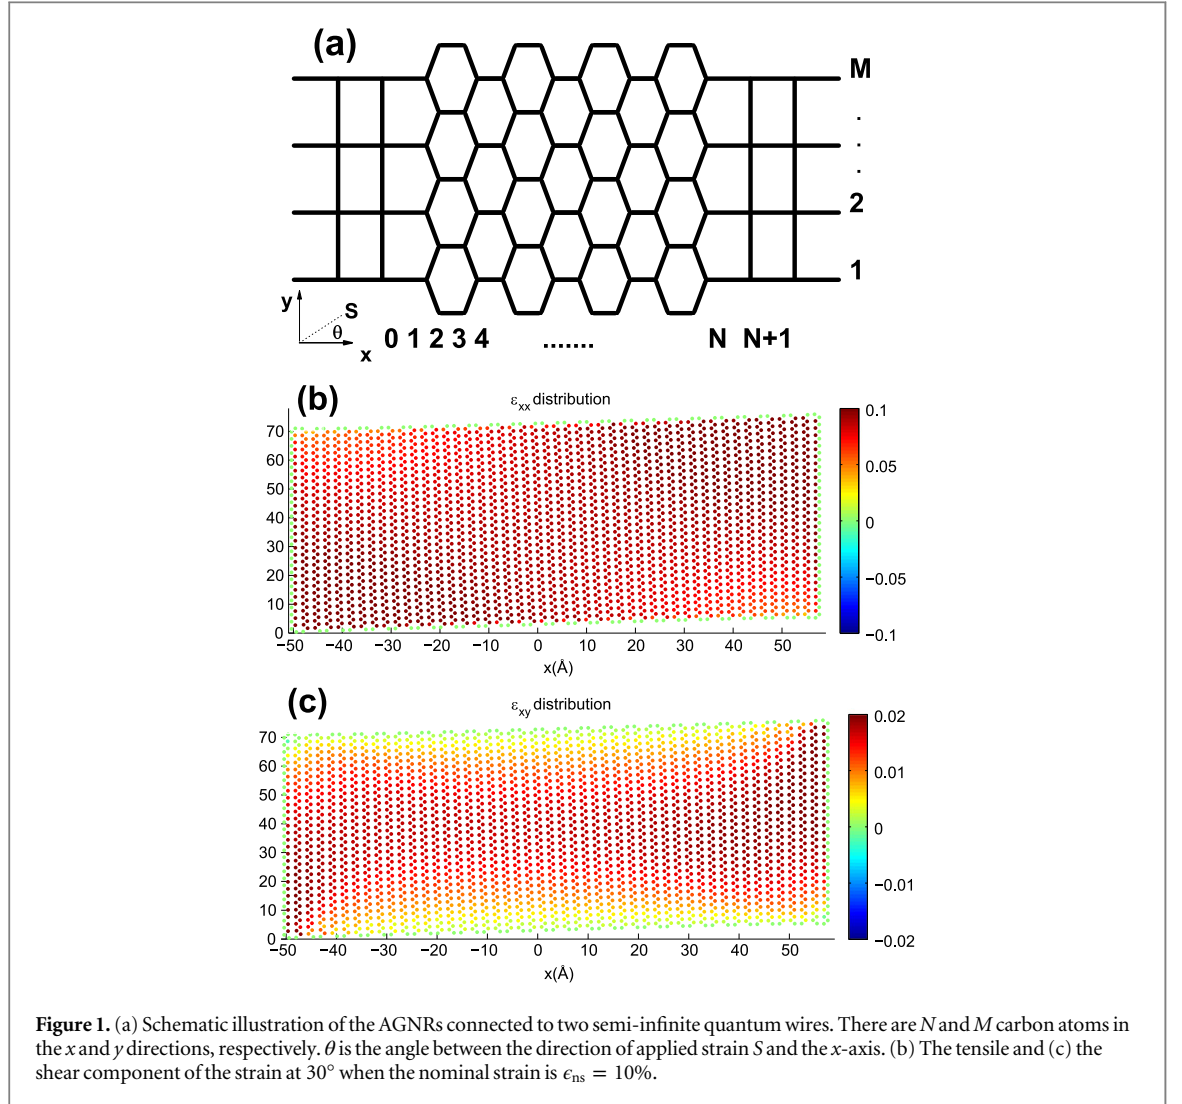 (a)
M
.
.
.
2
1
y
S
θ
x
0 1 2 3 4 ....... N N+1
(b)
εxx distribution
70
60
50
40
30
20
10
0
−50 −40 −30 −20 −10 0 10 20 30 40 50
x(Å)
0.1
0.05
0
−0.05
−0.1
(c)
εxy distribution
70
60
50
40
30
20
10
0
−50 −40 −30 −20 −10 0 10 20 30 40 50
x(Å)
0.02
0.01
0
−0.01
−0.02
Figure 1. (a) Schematic illustration of the AGNRs connected to two semi-infinite quantum wires. There are N and M carbon atoms in
the x and y directions, respectively. θ is the angle between the direction of applied strain S and the x-axis. (b) The tensile and (c) the
shear component of the strain at 30° when the nominal strain is ϵns = 10%.